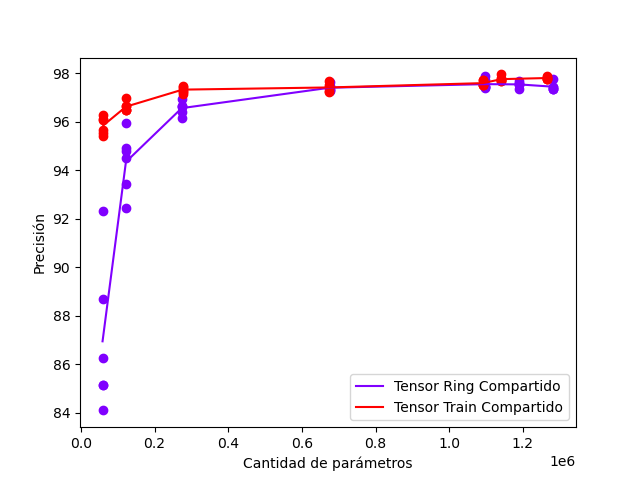 98
96
94
92
90
88
86
84
Precisión
0.0 0.2 0.4 0.6 0.8 1.0 1.2
1e6
Cantidad de parámetros
Tensor Ring Compartido
Tensor Train Compartido